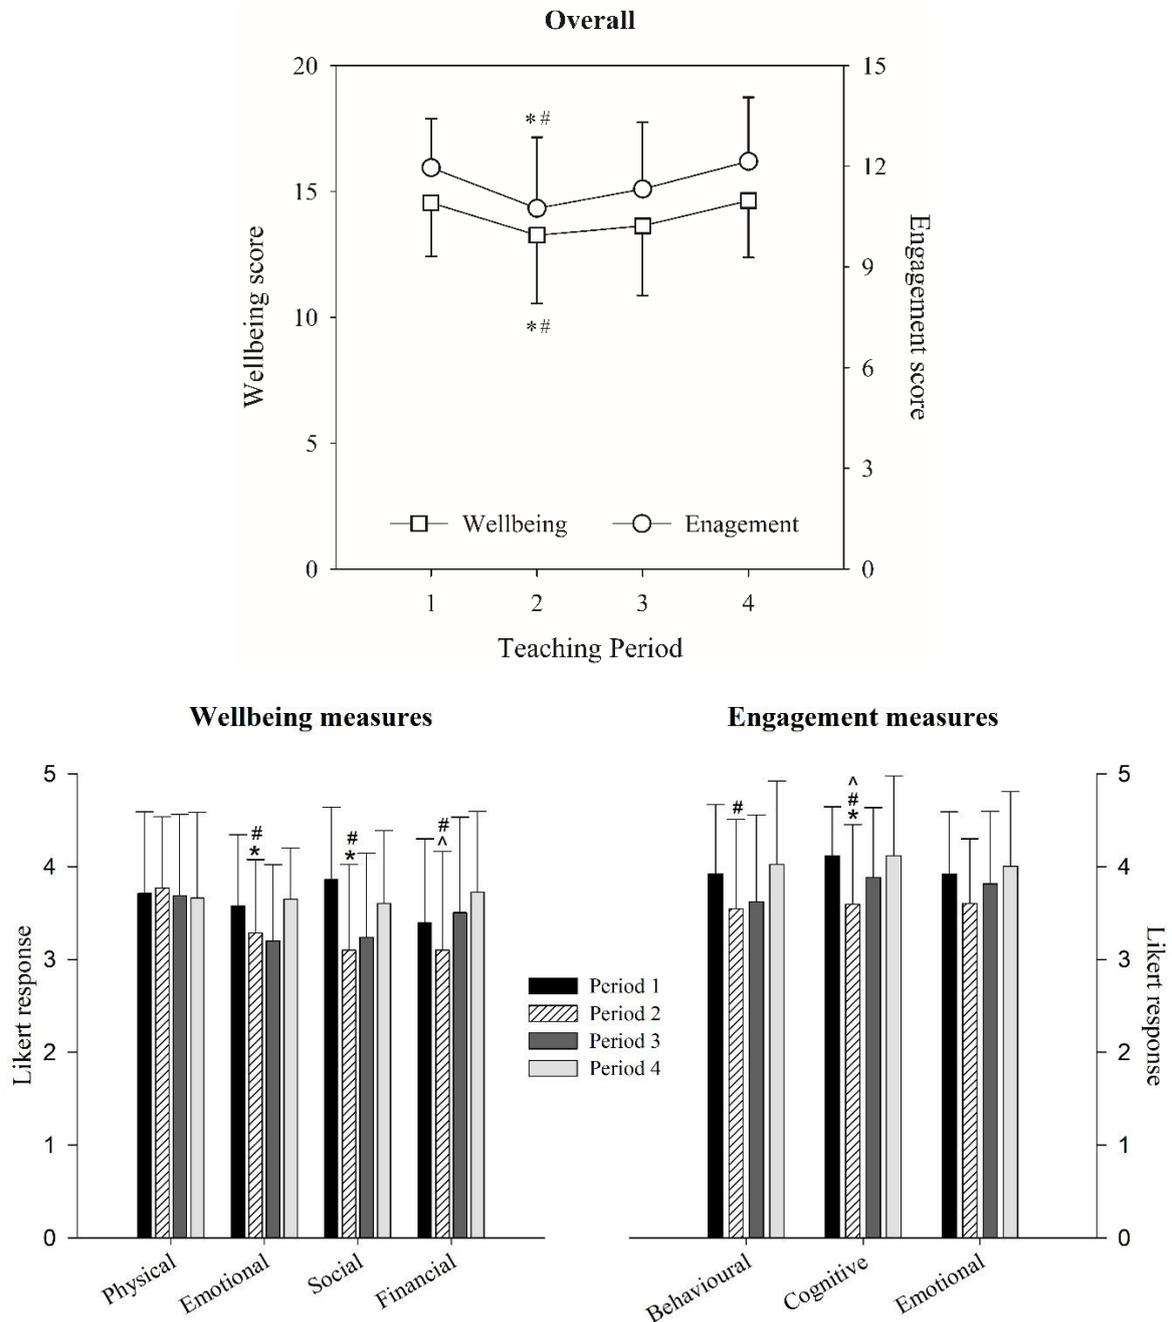 Overall
20
15
10
5
0
Wellbeing score
15
12
9
6
3
0
Engagement score
*#
*#
Wellbeing
Enagement
1 2 3 4
Teaching Period
Wellbeing measures
5
4
3
2
1
0
Likert response
#
*
#
*
#
^
Physical
Emotional
Social
Financial
Period 1
Period 2
Period 3
Period 4
Engagement measures
#
^
#
*
5
4
3
2
1
0
Likert response
Behavioural
Cognitive
Emotional